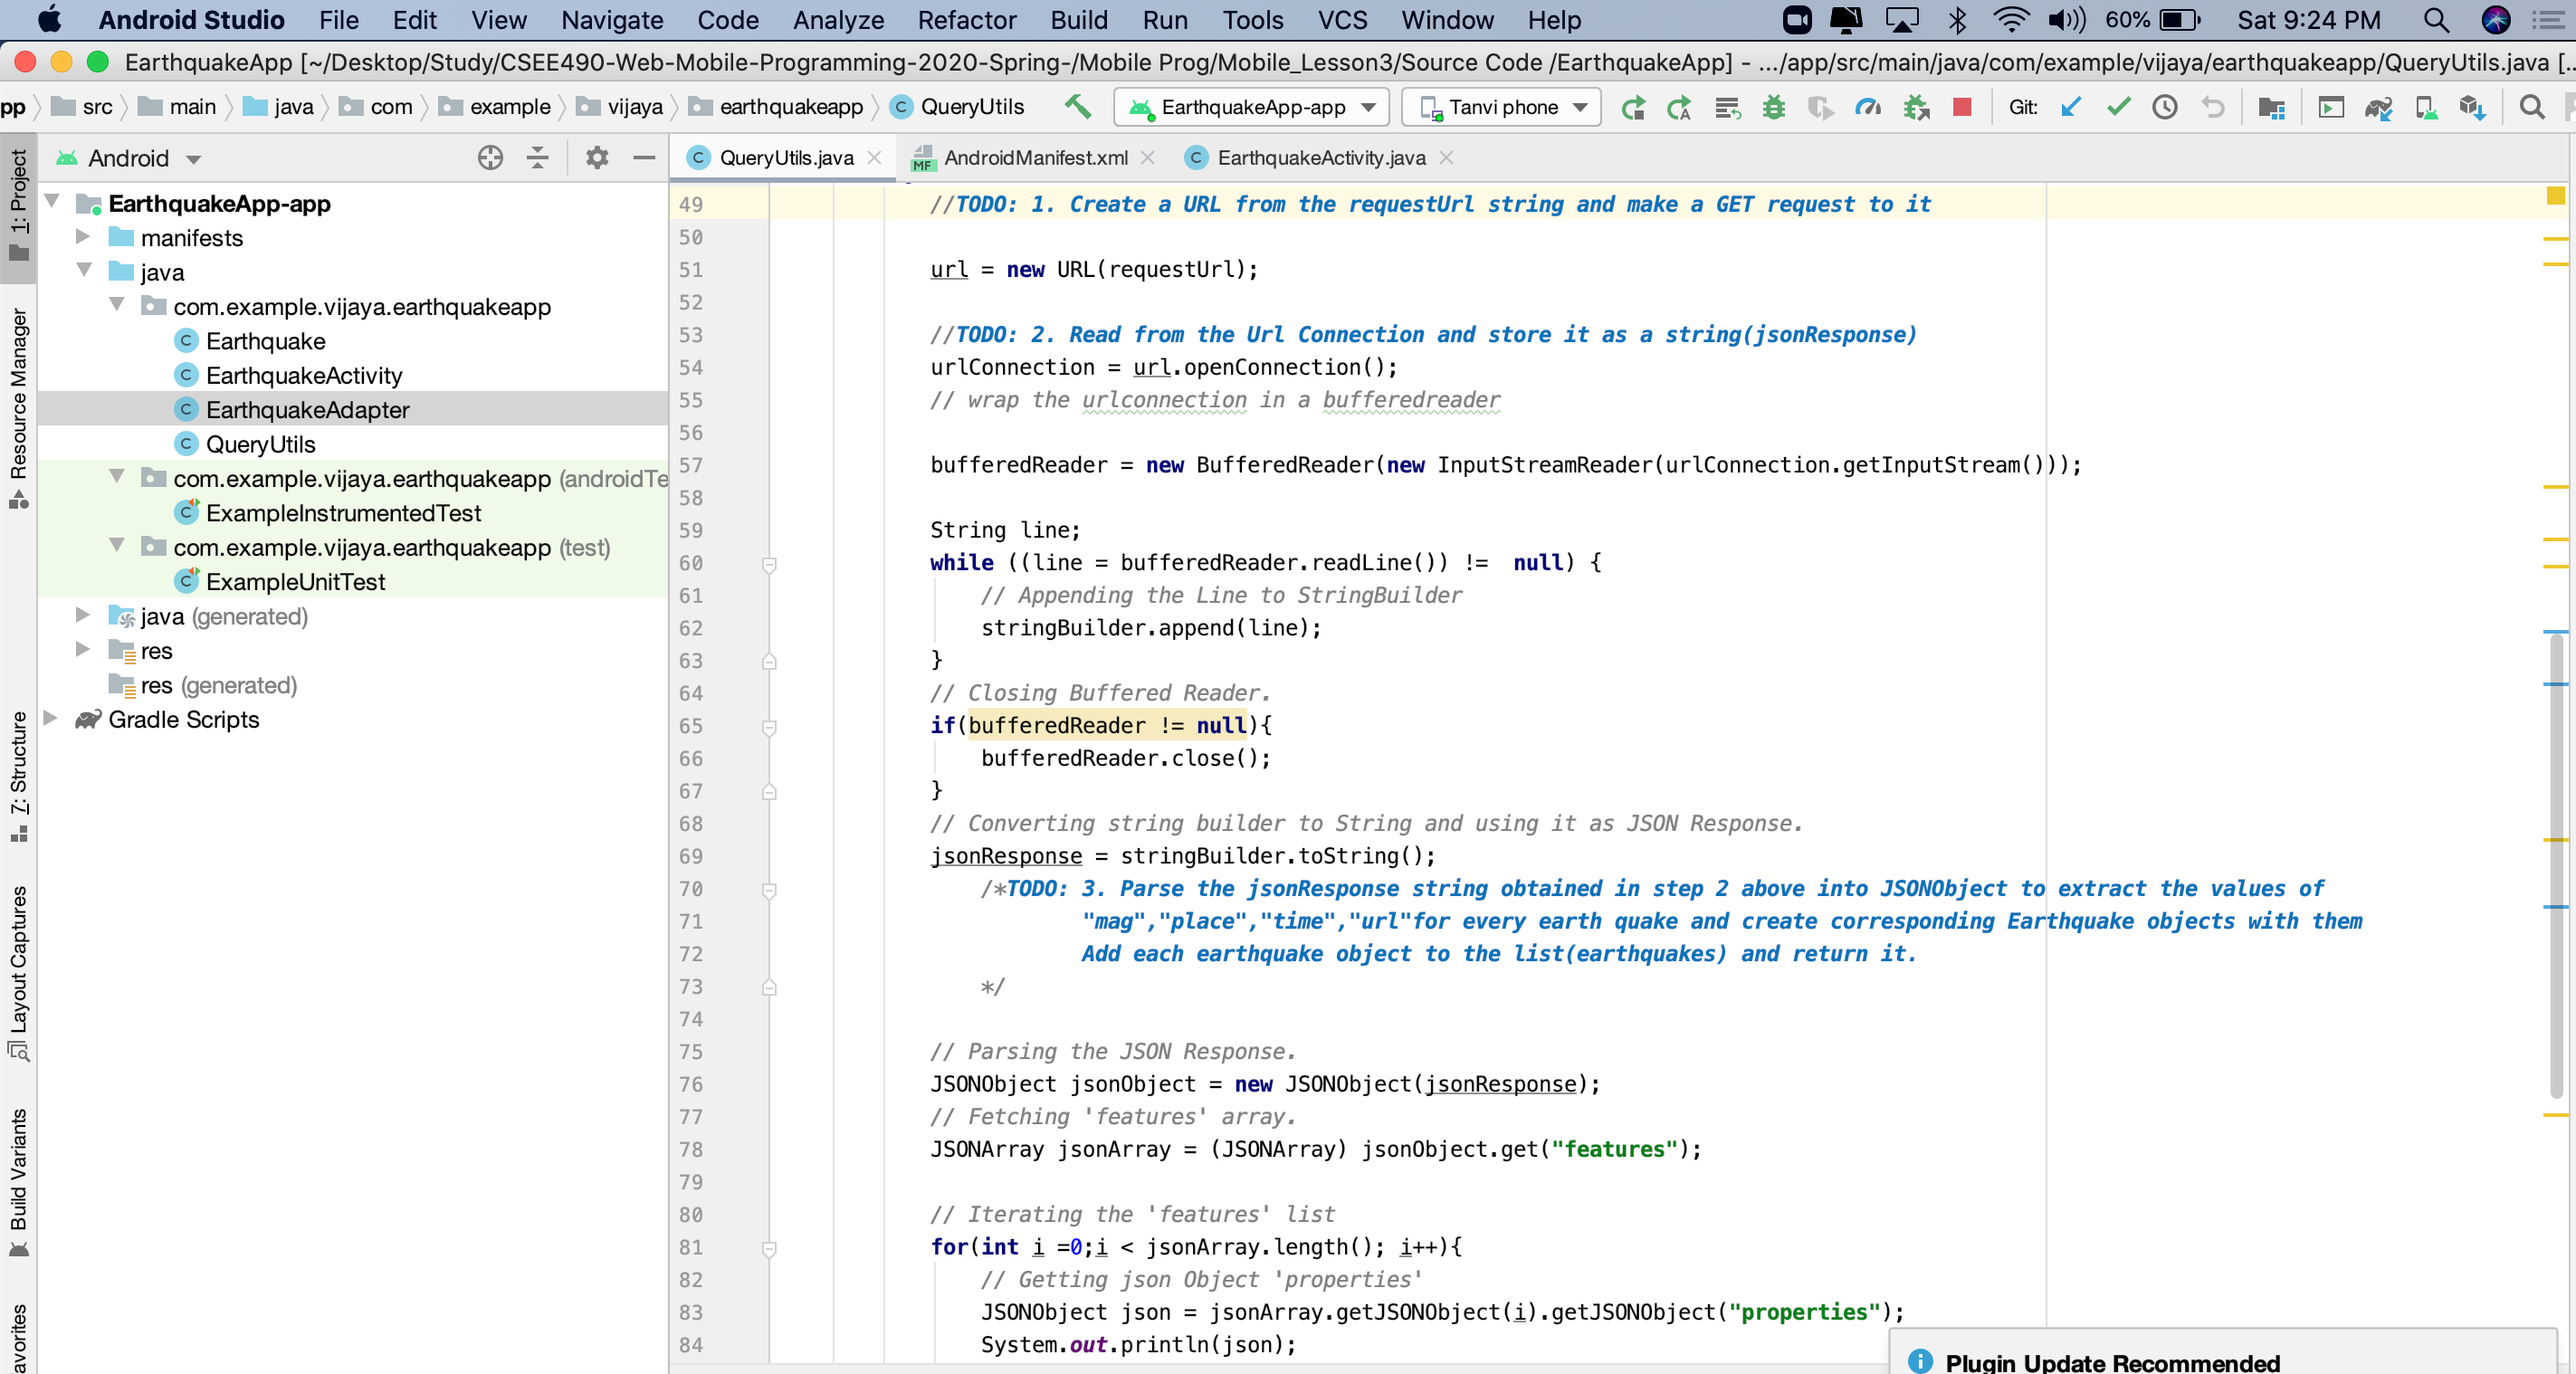 Android Studio File Edit View Navigate Code Analyze Refactor Build Run Tools VCS Window Help 60% Sat 9:24 PM
EarthquakeApp [~/Desktop/Study/CSEE490-Web-Mobile-Programming-2020-Spring-/Mobile Prog/Mobile_Lesson3/Source Code /EarthquakeApp] - .../app/src/main/java/com/example/vijaya/earthquakeapp/QueryUtils.java [..
pp src main java com example vijaya earthquakeapp QueryUtils EarthquakeApp-app Tanvi phone Git:
Android
QueryUtils.java AndroidManifest.xml EarthquakeActivity.java
1: Project
Resource Manager
7: Structure
Layout Captures
Build Variants
avorites
EarthquakeApp-app
manifests
java
com.example.vijaya.earthquakeapp
Earthquake
EarthquakeActivity
EarthquakeAdapter
QueryUtils
com.example.vijaya.earthquakeapp (androidTe
ExampleInstrumentedTest
com.example.vijaya.earthquakeapp (test)
ExampleUnitTest
java (generated)
res
res (generated)
Gradle Scripts
49 //TODO: 1. Create a URL from the requestUrl string and make a GET request to it
50
51 url = new URL(requestUrl);
52
53 //TODO: 2. Read from the Url Connection and store it as a string(jsonResponse)
54 urlConnection = url.openConnection();
55 // wrap the urlconnection in a bufferedreader
56
57 bufferedReader = new BufferedReader(new InputStreamReader(urlConnection.getInputStream()));
58
59 String line;
60 while ((line = bufferedReader.readLine()) !=  null) {
61 // Appending the Line to StringBuilder
62 stringBuilder.append(line);
63 }
64 // Closing Buffered Reader.
65 if(bufferedReader != null){
66 bufferedReader.close();
67 }
68 // Converting string builder to String and using it as JSON Response.
69 jsonResponse = stringBuilder.toString();
70 /*TODO: 3. Parse the jsonResponse string obtained in step 2 above into JSONObject to extract the values of
71 "mag","place","time","url"for every earth quake and create corresponding Earthquake objects with them
72 Add each earthquake object to the list(earthquakes) and return it.
73 */
74
75 // Parsing the JSON Response.
76 JSONObject jsonObject = new JSONObject(jsonResponse);
77 // Fetching 'features' array.
78 JSONArray jsonArray = (JSONArray) jsonObject.get("features");
79
80 // Iterating the 'features' list
81 for(int i =0;i < jsonArray.length(); i++){
82 // Getting json Object 'properties'
83 JSONObject json = jsonArray.getJSONObject(i).getJSONObject("properties");
84 System.out.println(json);
Plugin Update Recommended